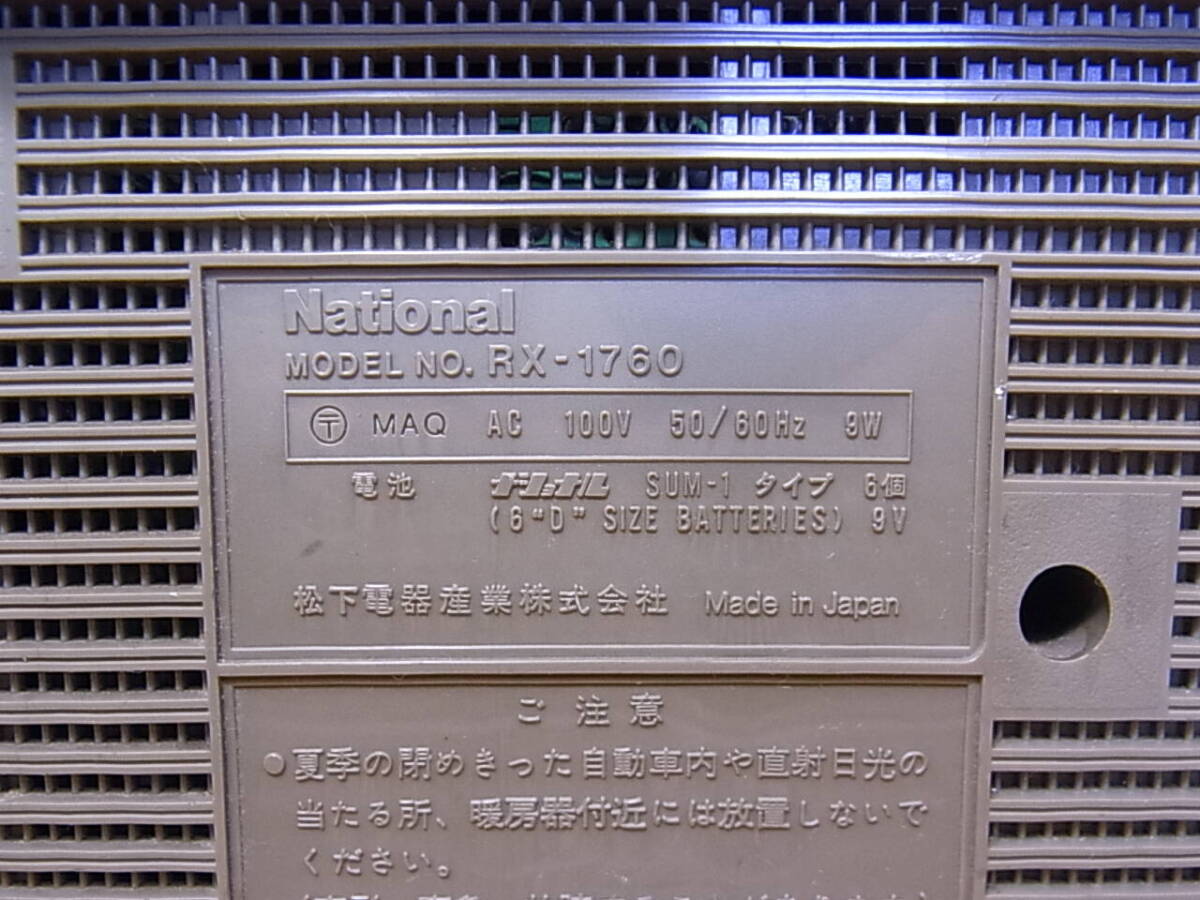 National
MODEL NO. RX-1760
〒 MAQ AC 100V 50/60Hz 9W
電池 ナショナル SUM-1 タイプ 6個
(6 "D" SIZE BATTERIES) 9V
松下電器産業株式会社 Made in Japan
ご注意
●夏季の閉めきった自動車内や直射日光の
当たる所、暖房器付近には放置しないで
ください。